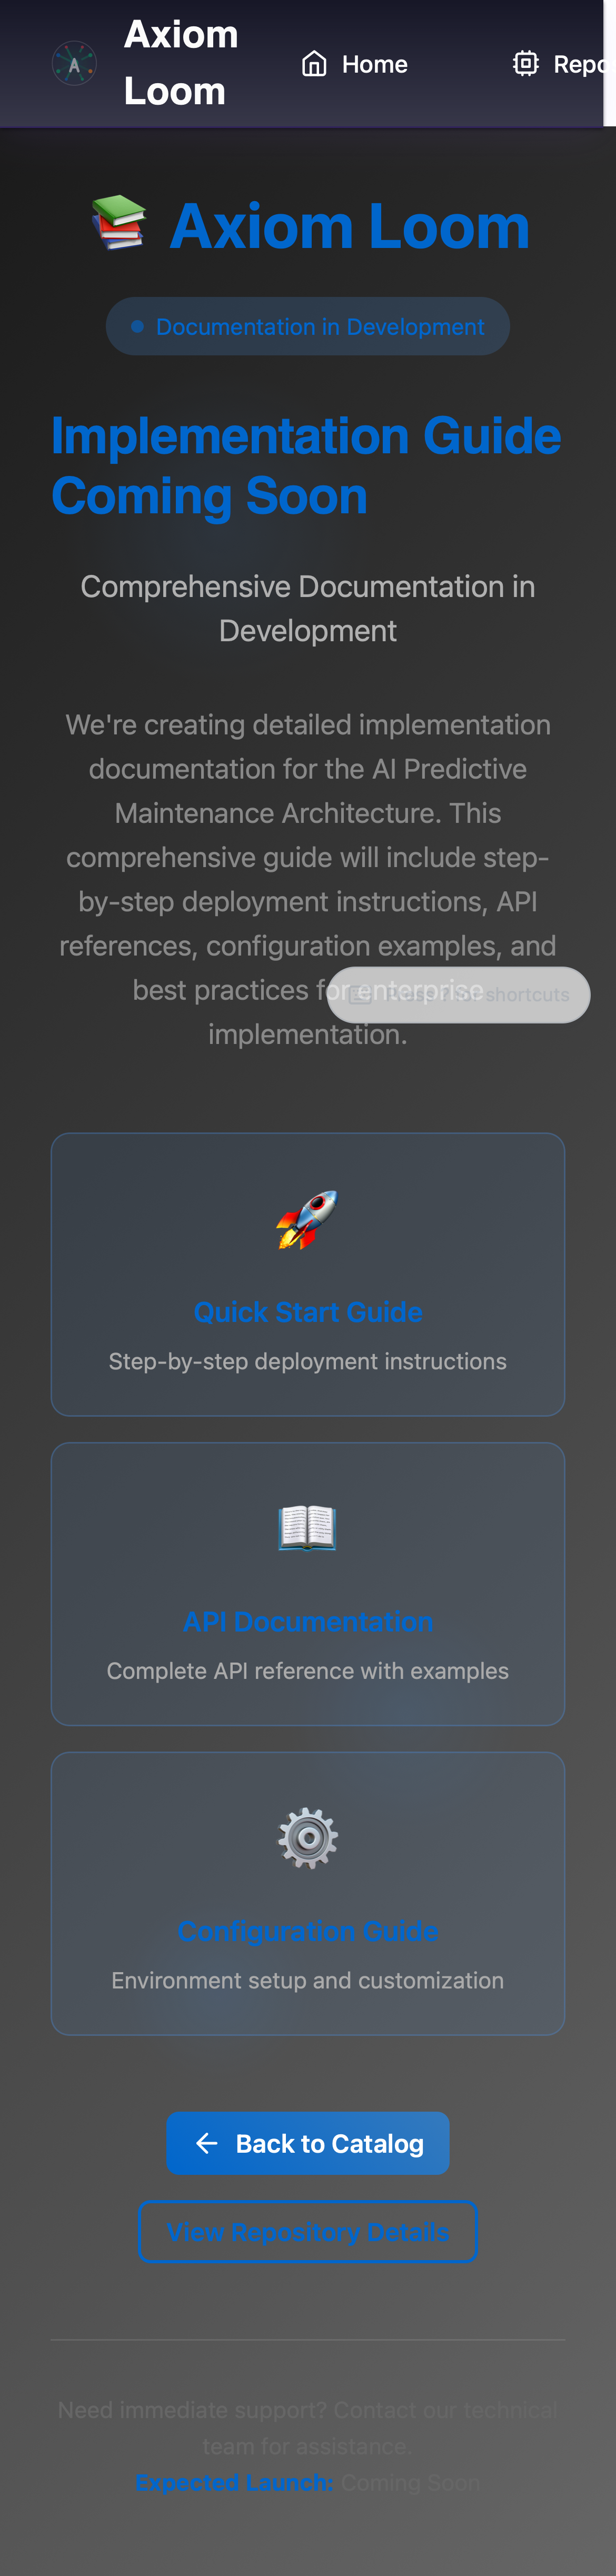 A
Axiom
Loom
Home
Repo
Axiom Loom
Documentation in Development
Implementation Guide
Coming Soon
Comprehensive Documentation in
Development
We're creating detailed implementation
documentation for the AI Predictive
Maintenance Architecture. This
comprehensive guide will include step-
by-step deployment instructions, API
references, configuration examples, and
best practices for enterprise
implementation.
shortcuts
Quick Start Guide
Step-by-step deployment instructions
API Documentation
Complete API reference with examples
Configuration Guide
Environment setup and customization
Back to Catalog
View Repository Details
Need immediate support? Contact our technical
team for assistance.
Expected Launch: Coming Soon